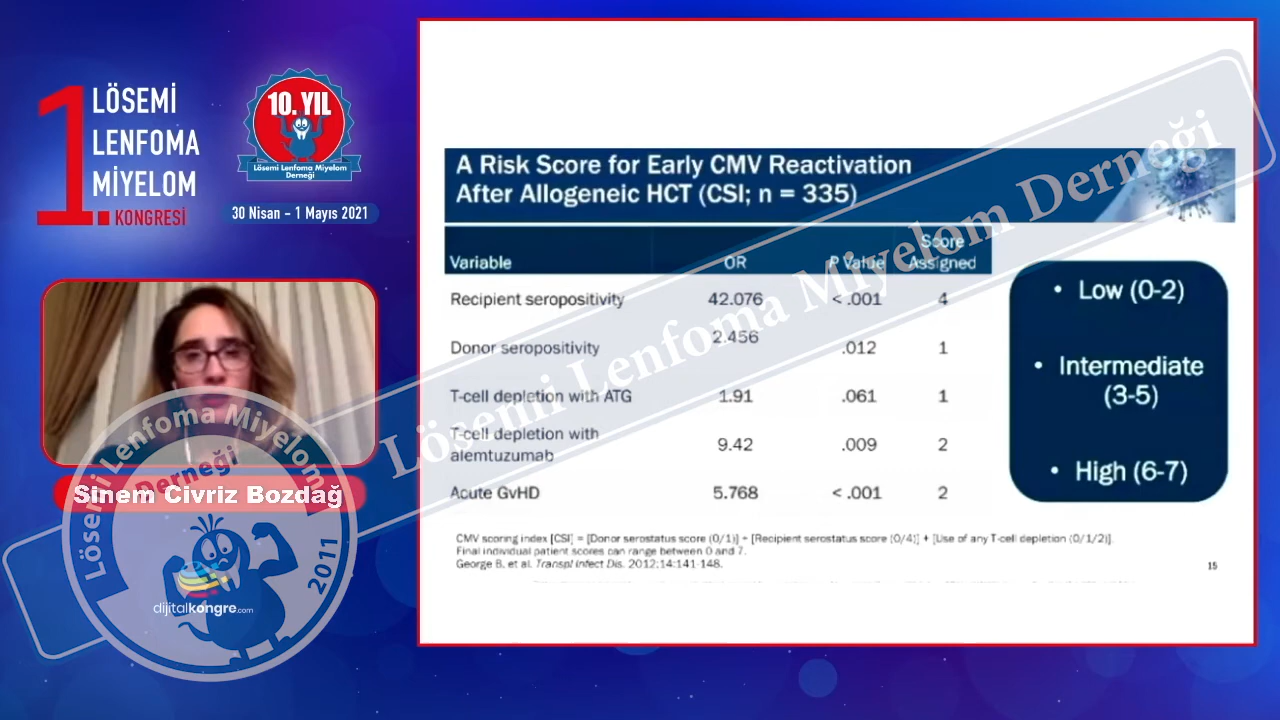 1.
LÖSEMİ
LENFOMA
MİYELOM
KONGRESİ
10. YIL
Lösemi Lenfoma Miyelom
Derneği
30 Nisan - 1 Mayıs 2021
A Risk Score for Early CMV Reactivation
After Allogeneic HCT (CSI; n = 335)
Variable OR P Value Score Assigned
Recipient seropositivity 42.076 < .001 4
Donor seropositivity 2.456 .012 1
T-cell depletion with ATG 1.91 .061 1
T-cell depletion with
alemtuzumab 9.42 .009 2
Acute GvHD 5.768 < .001 2
• Low (0-2)
• Intermediate
(3-5)
• High (6-7)
CMV scoring index [CSI] = [Donor serostatus score (0/1)] + [Recipient serostatus score (0/4)] + [Use of any T-cell depletion (0/1/2)].
Final individual patient scores can range between 0 and 7.
George B, et al. Transpl Infect Dis. 2012;14:141-148.
15
Sinem Civriz Bozdağ
Lösemi Lenfoma Miyelom Derneği
Lösemi Lenfoma Miyelom
Derneği
2011
dijitalkongre.com